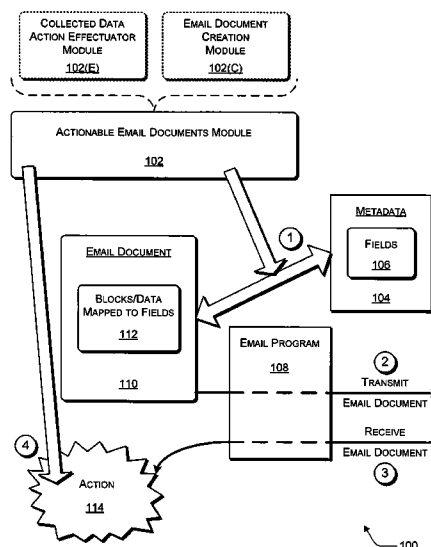 COLLECTED DATA
ACTION EFFECTUATOR
MODULE
102(E)
EMAIL DOCUMENT
CREATION
MODULE
102(C)
ACTIONABLE EMAIL DOCUMENTS MODULE
102
1
METADATA
FIELDS
106
104
EMAIL DOCUMENT
BLOCKS/DATA
MAPPED TO FIELDS
112
110
EMAIL PROGRAM
108
2
TRANSMIT
EMAIL DOCUMENT
RECEIVE
EMAIL DOCUMENT
3
4
ACTION
114
100